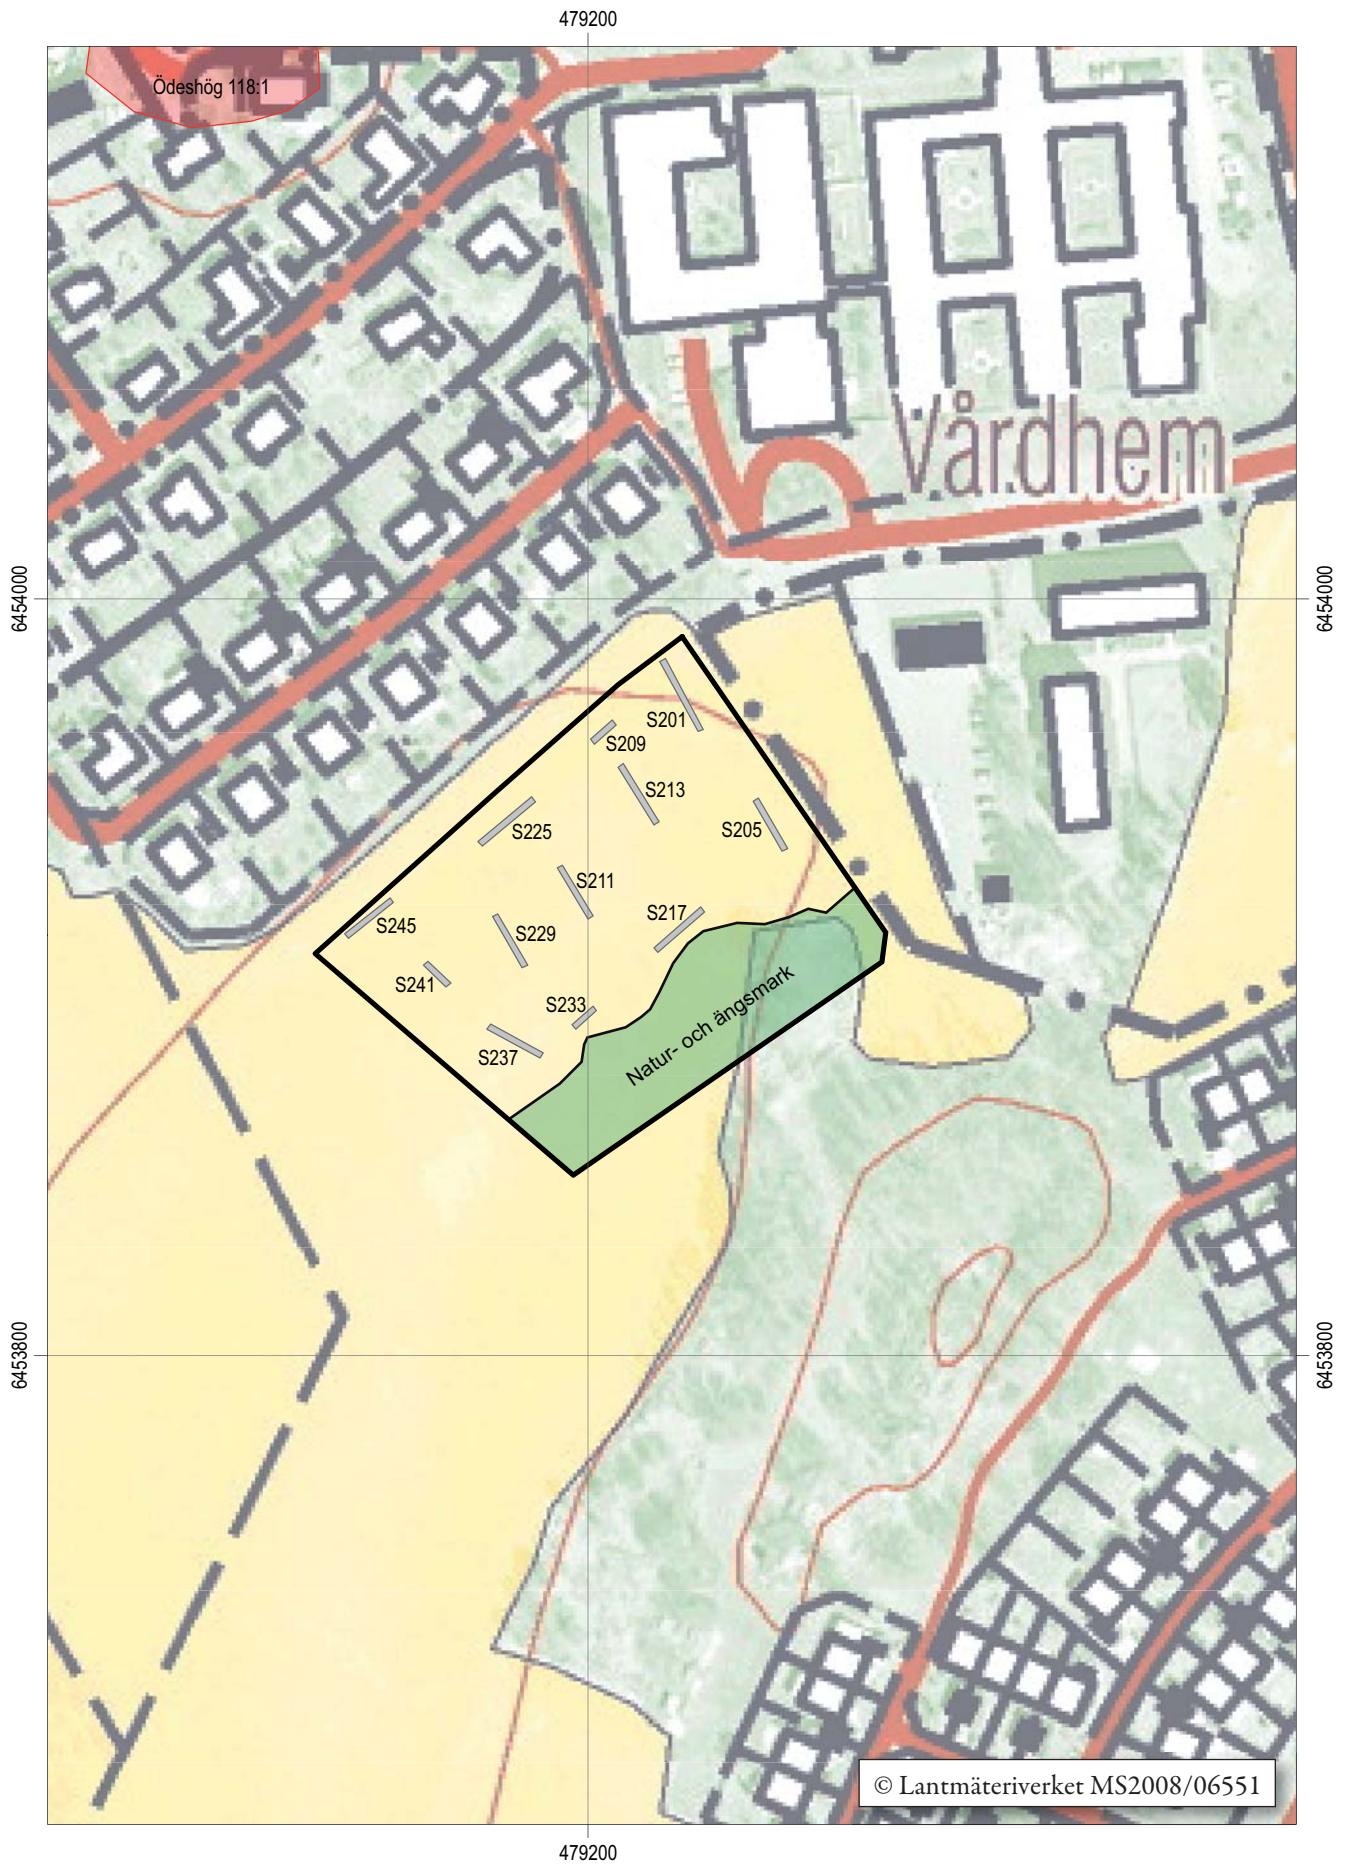 479200
Ödeshög 118:1
Vårdhem
6454000
6454000
S201
S209
S213
S205
S225
S211
S217
S245
S229
S241
S233
S237
Natur- och ängsmark
6453800
6453800
© Lantmäteriverket MS2008/06551
479200